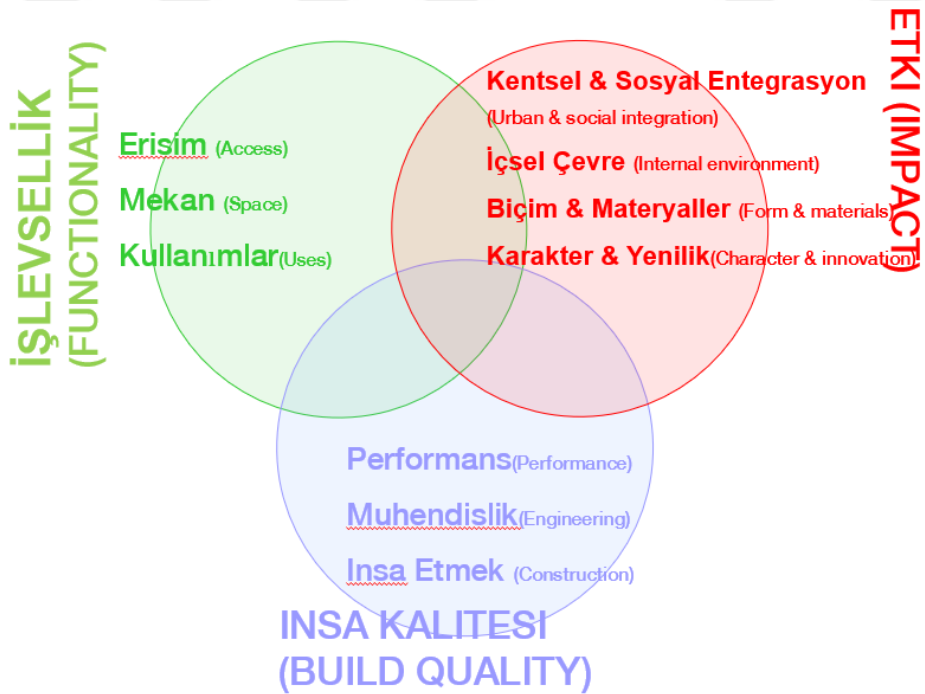 İŞLEVSELLİK
(FUNCTIONALITY)
Erisim (Access)
Mekan (Space)
Kullanımlar(Uses)
Kentsel & Sosyal Entegrasyon
(Urban & social integration)
İçsel Çevre (Internal environment)
Biçim & Materyaller (Form & materials)
Karakter & Yenilik(Character & innovation)
ETKI (IMPACT)
Performans(Performance)
Muhendislik(Engineering)
Insa Etmek (Construction)
INSA KALITESI
(BUILD QUALITY)